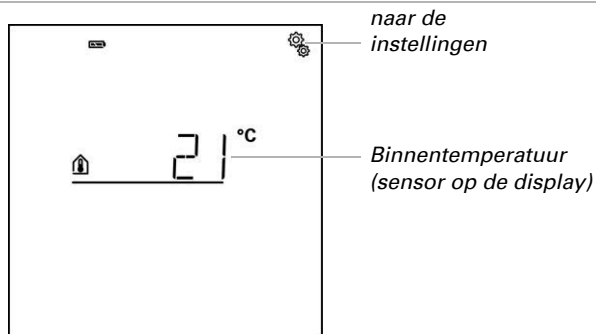 naar de
instellingen
21 °C
Binnentemperatuur
(sensor op de display)